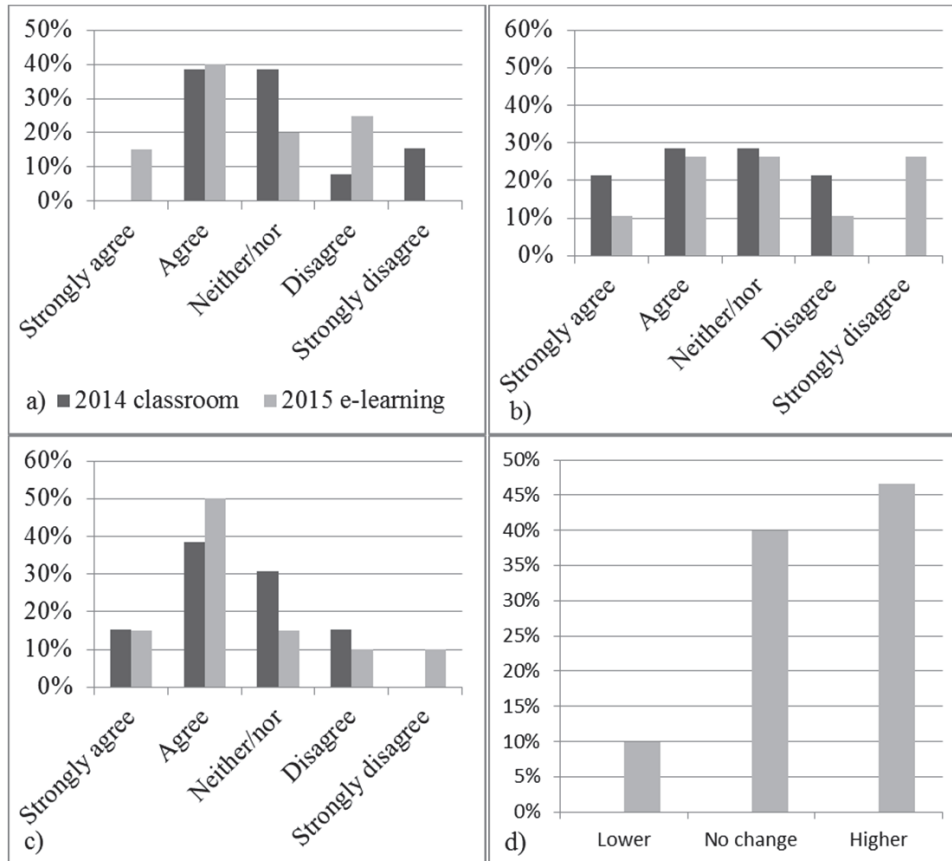 50%
40%
30%
20%
10%
0%
Strongly agree
Agree
Neither/nor
Disagree
Strongly disagree
a) 2014 classroom 2015 e-learning
60%
50%
40%
30%
20%
10%
0%
Strongly agree
Agree
Neither/nor
Disagree
Strongly disagree
b)
60%
50%
40%
30%
20%
10%
0%
Strongly agree
Agree
Neither/nor
Disagree
Strongly disagree
c)
50%
45%
40%
35%
30%
25%
20%
15%
10%
5%
0%
Lower No change Higher
d)